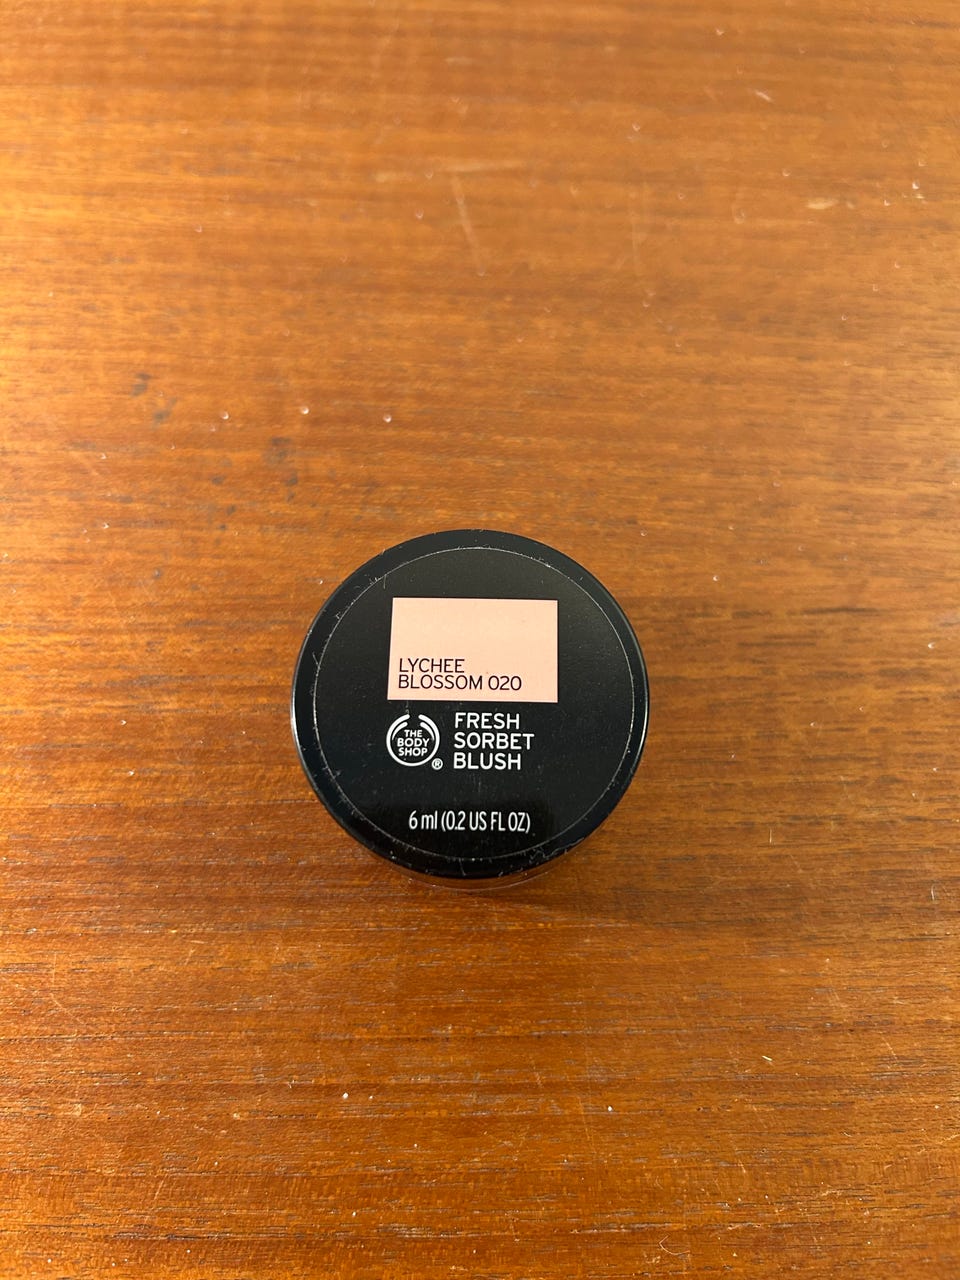 LYCHEE
BLOSSOM 020
THE
BODY
SHOP
®
FRESH
SORBET
BLUSH
6 ml (0.2 US FL OZ)